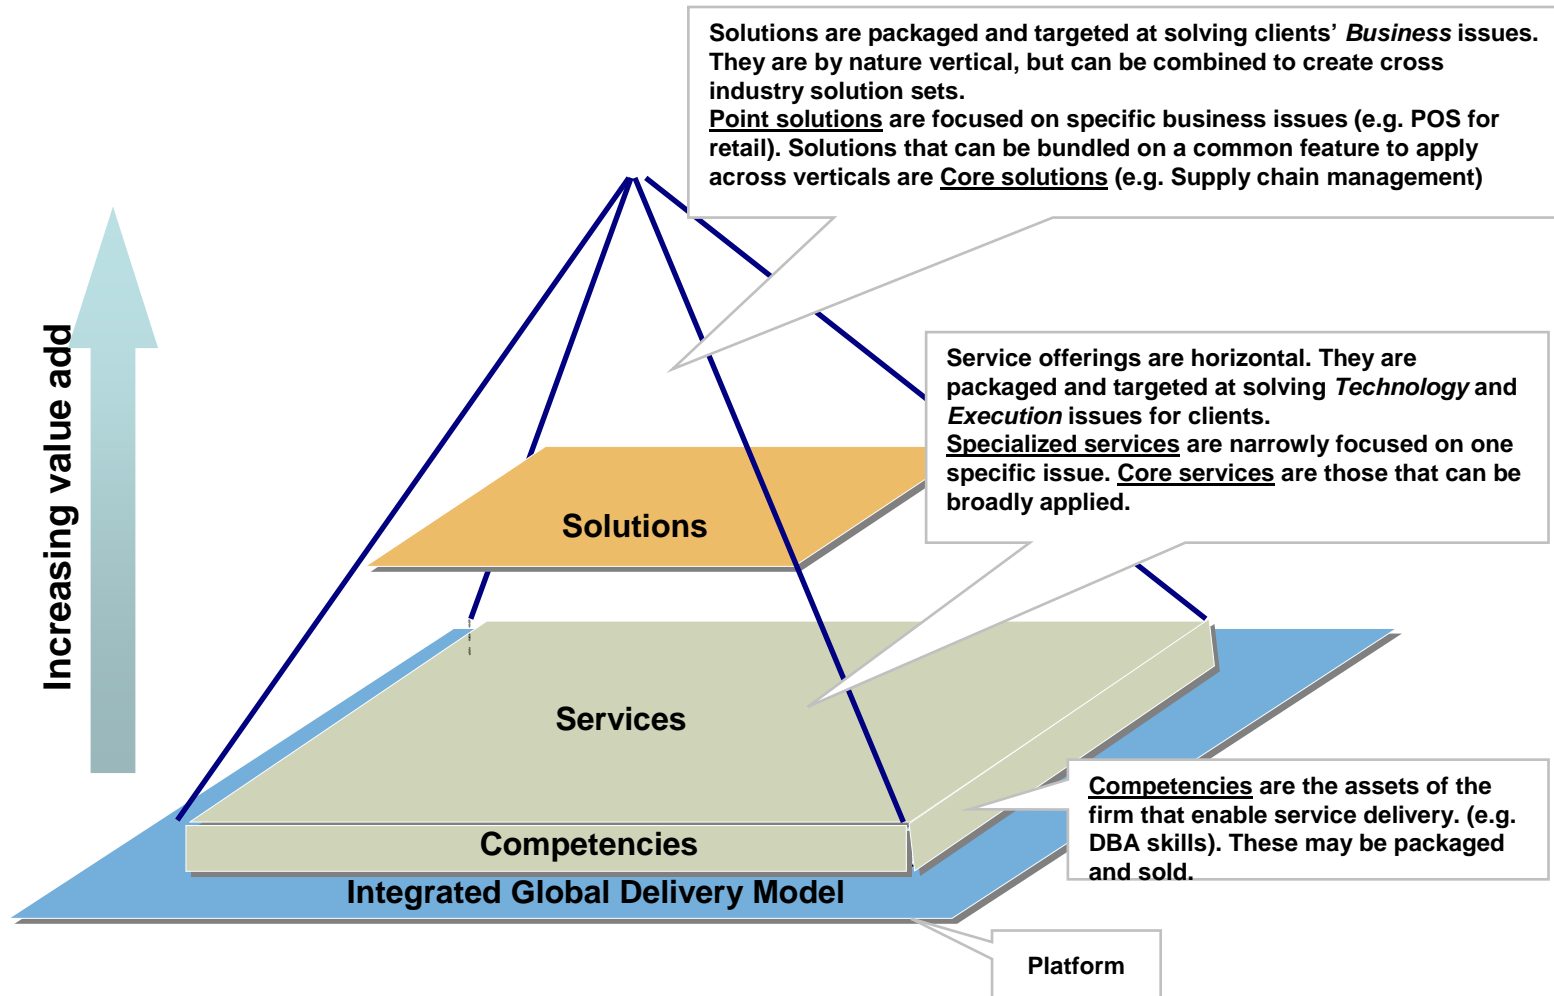 Solutions are packaged and targeted at solving clients’ Business issues.
They are by nature vertical, but can be combined to create cross
industry solution sets.
Point solutions are focused on specific business issues (e.g. POS for
retail). Solutions that can be bundled on a common feature to apply
across verticals are Core solutions (e.g. Supply chain management)
Increasing value add
Service offerings are horizontal. They are
packaged and targeted at solving Technology and
Execution issues for clients.
Specialized services are narrowly focused on one
specific issue. Core services are those that can be
broadly applied.
Solutions
Services
Competencies are the assets of the
firm that enable service delivery. (e.g.
DBA skills). These may be packaged
and sold.
Competencies
Integrated Global Delivery Model
Platform